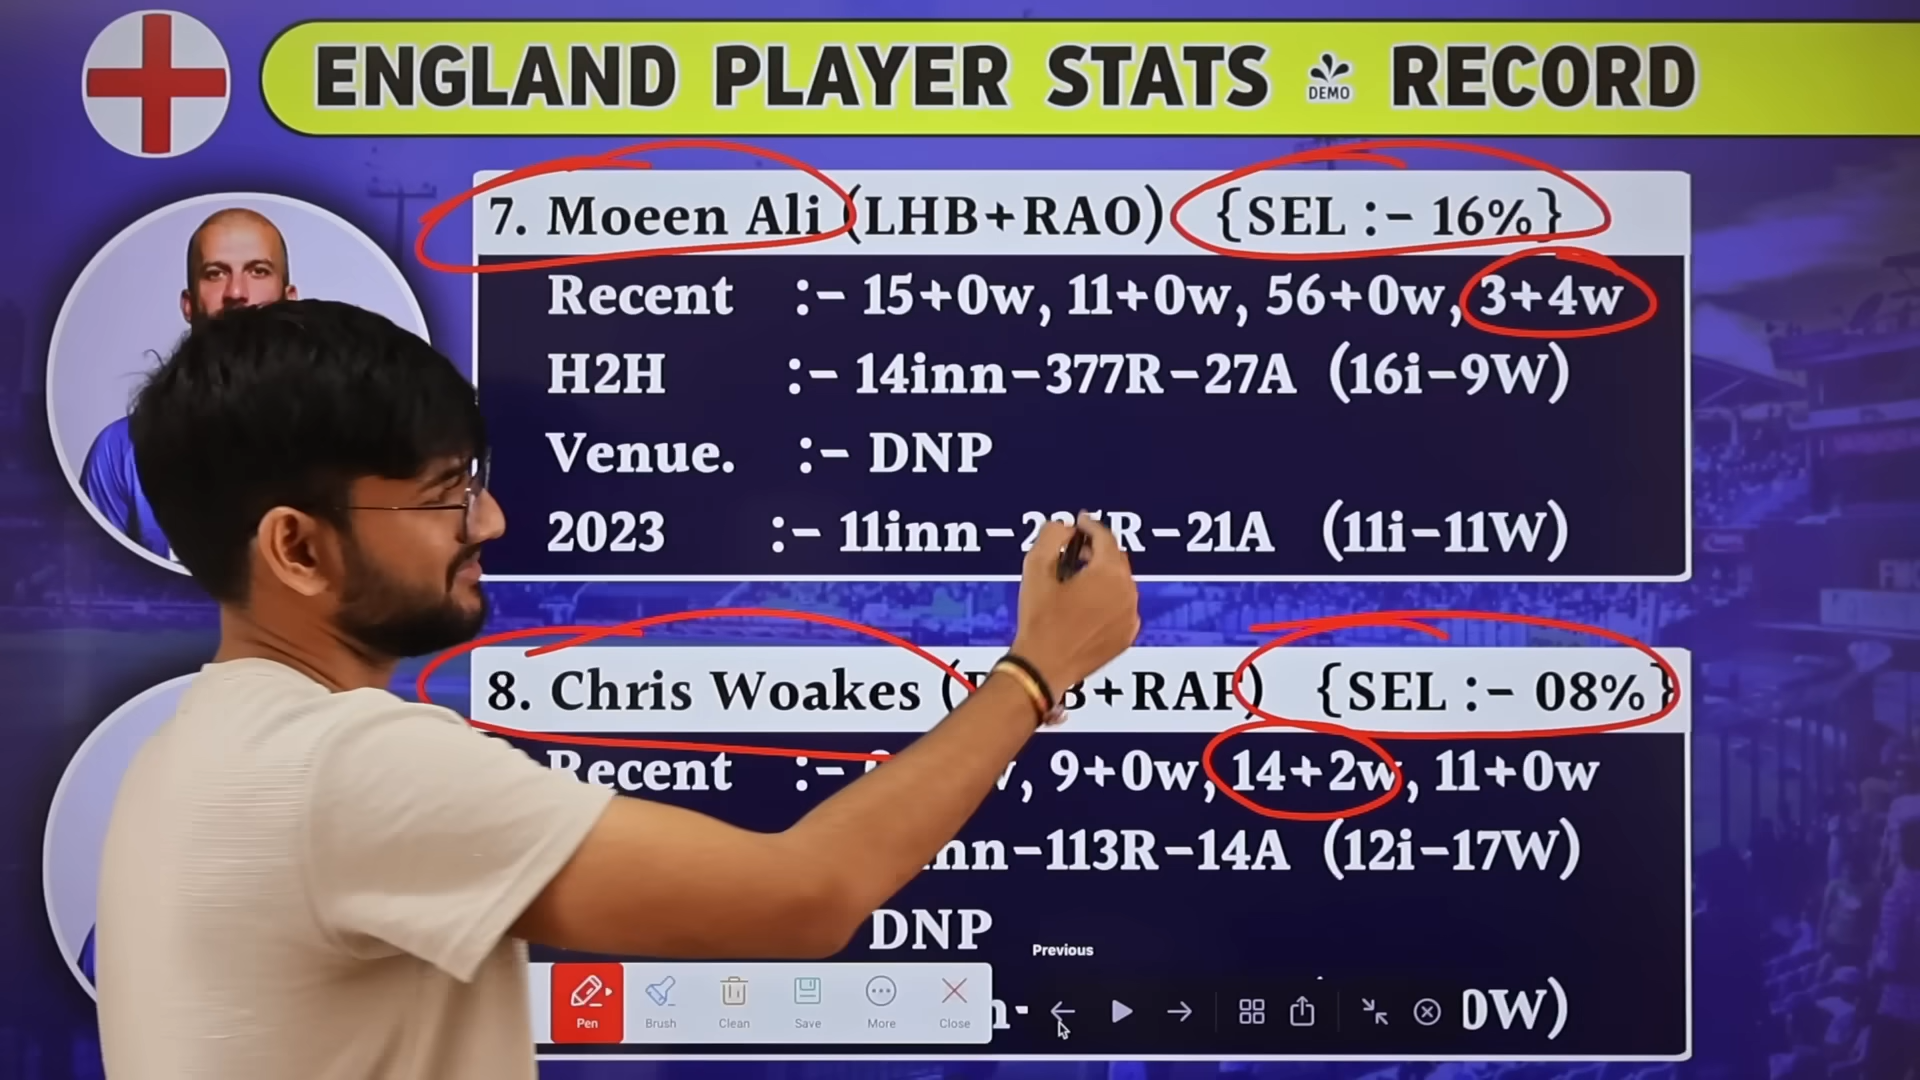 ENGLAND PLAYER STATS DEMO RECORD
7. Moeen Ali (LHB+RAO) {SEL :- 16%}
Recent :- 15+0w, 11+0w, 56+0w, 3+4w
H2H :- 14inn-377R-27A (16i-9W)
Venue. :- DNP
2023 :- 11inn- R-21A (11i-11W)
8. Chris Woakes +RAF) {SEL :- 08%}
Recent :- 9+0w, 14+2w, 11+0w
inn-113R-14A (12i-17W)
DNP
Previous
0W)
Pen Brush Clean Save More Close